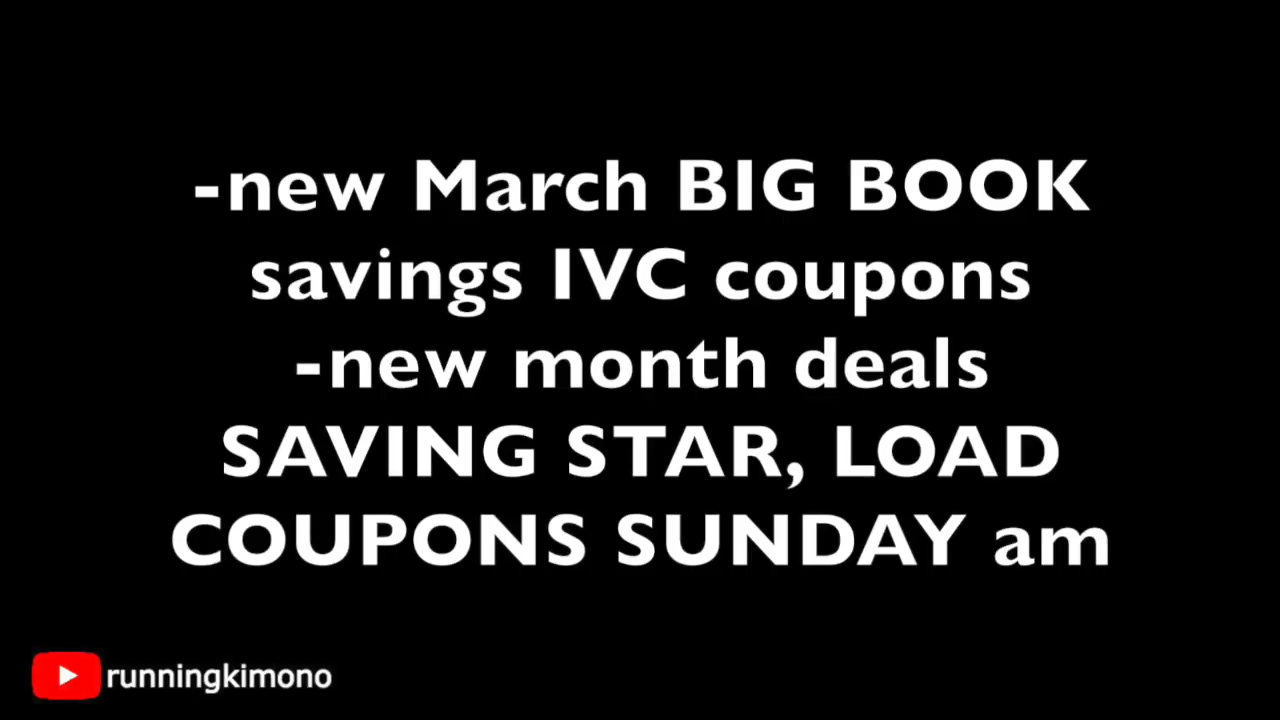 -new March BIG BOOK
savings IVC coupons
-new month deals
SAVING STAR, LOAD
COUPONS SUNDAY am
runningkimono